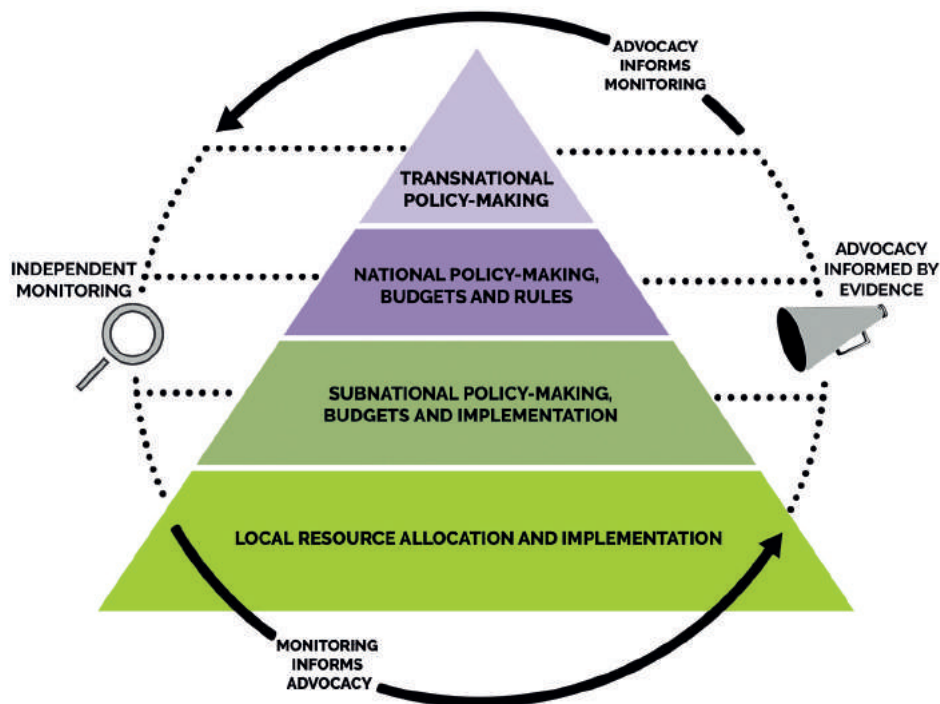 ADVOCACY
INFORMS
MONITORING
TRANSNATIONAL
POLICY-MAKING
INDEPENDENT
MONITORING
NATIONAL POLICY-MAKING,
BUDGETS AND RULES
ADVOCACY
INFORMED BY
EVIDENCE
SUBNATIONAL POLICY-MAKING,
BUDGETS AND IMPLEMENTATION
LOCAL RESOURCE ALLOCATION AND IMPLEMENTATION
MONITORING
INFORMS
ADVOCACY